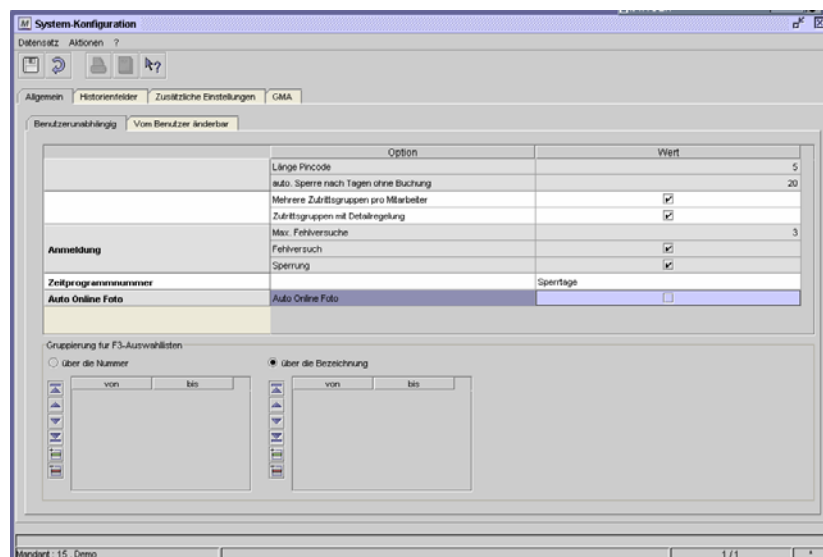 System-Konfiguration
Datensatz Aktionen ?
Allgemein Historienfelder Zusätzliche Einstellungen GMA
Benutzerunabhängig Vom Benutzer änderbar
Option Wert
Länge Pincode 5
auto. Sperre nach Tagen ohne Buchung 20
Mehrere Zutrittsgruppen pro Mitarbeiter
Zutrittsgruppen mit Detailregelung
Max. Fehlversuche 3
Anmeldung Fehlversuch
Sperrung
Zeitprogrammnummer Sperrtage
Auto Online Foto Auto Online Foto
Gruppierung für F3-Auswahllisten
über die Nummer über die Bezeichnung
von bis von bis
Mandant : 15 , Demo 1 / 1 *